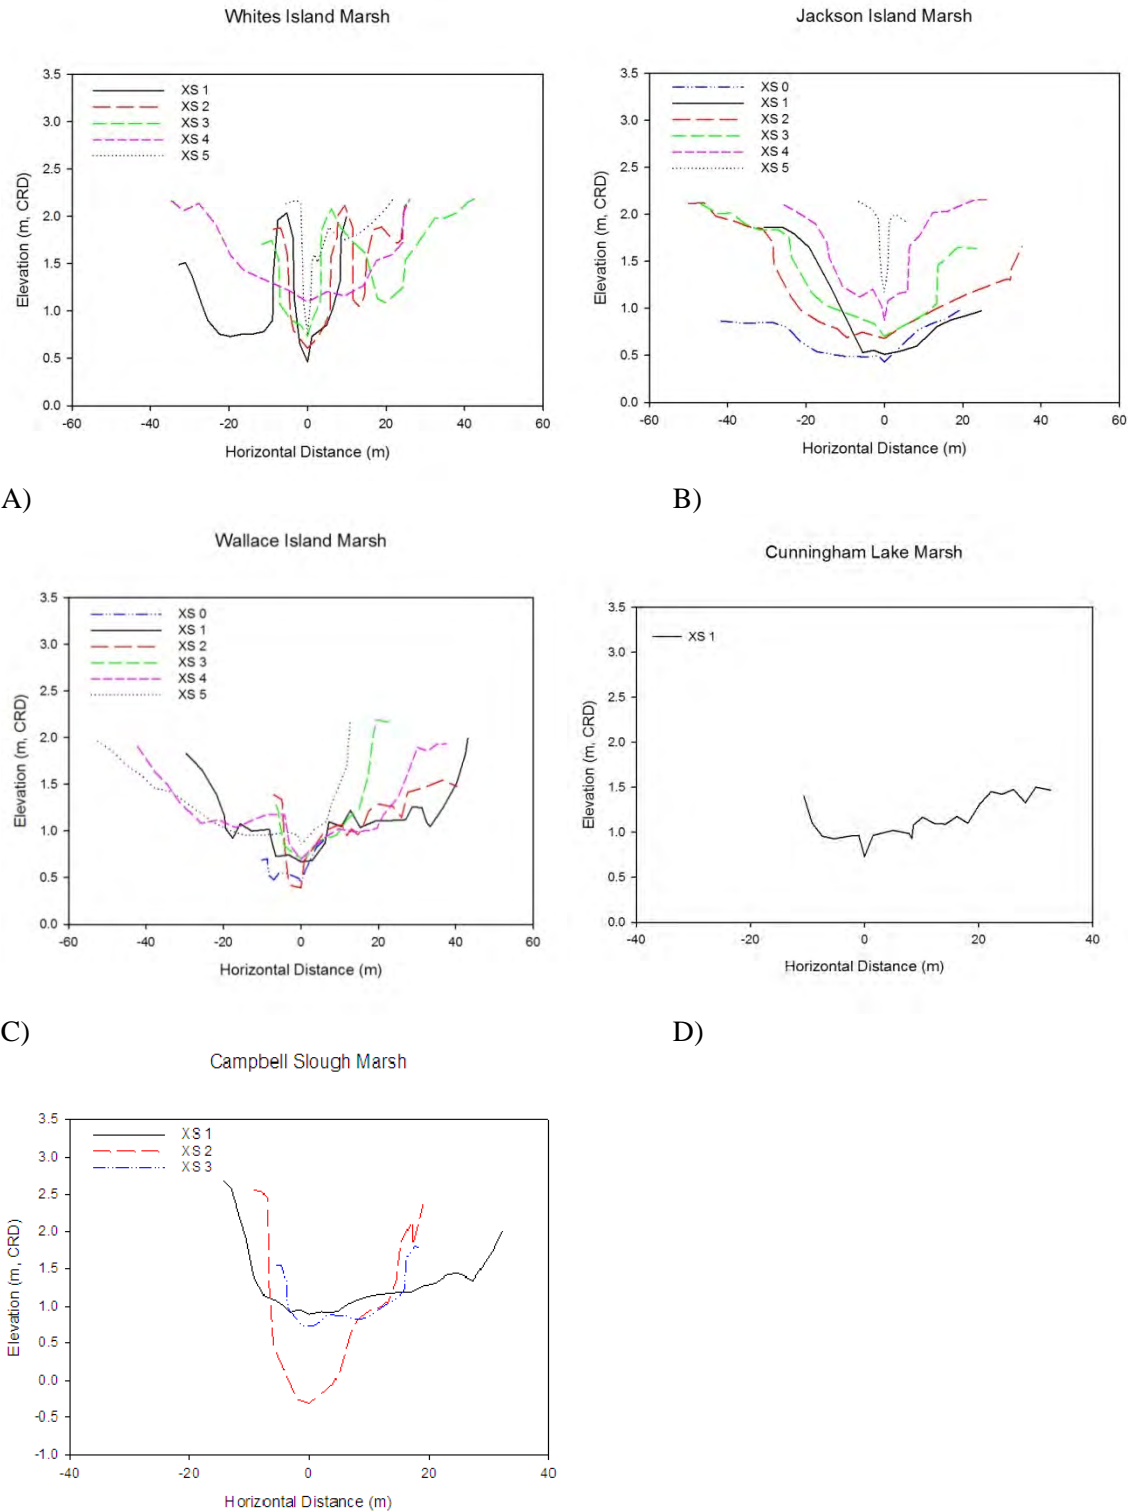 Whites Island Marsh
3.5
3.0
2.5
2.0
1.5
1.0
0.5
0.0
Elevation (m, CRD)
XS 1
XS 2
XS 3
XS 4
XS 5
-60 -40 -20 0 20 40 60
Horizontal Distance (m)
A)
Jackson Island Marsh
3.5
3.0
2.5
2.0
1.5
1.0
0.5
0.0
Elevation (m, CRD)
XS 0
XS 1
XS 2
XS 3
XS 4
XS 5
-60 -40 -20 0 20 40 60
Horizontal Distance (m)
B)
Wallace Island Marsh
3.5
3.0
2.5
2.0
1.5
1.0
0.5
0.0
Elevation (m, CRD)
XS 0
XS 1
XS 2
XS 3
XS 4
XS 5
-60 -40 -20 0 20 40 60
Horizontal Distance (m)
C)
Cunningham Lake Marsh
3.5
3.0
2.5
2.0
1.5
1.0
0.5
0.0
Elevation (m, CRD)
XS 1
-40 -20 0 20 40
Horizontal Distance (m)
D)
Campbell Slough Marsh
3.5
3.0
2.5
2.0
1.5
1.0
0.5
0.0
-0.5
-1.0
Elevation (m, CRD)
XS 1
XS 2
XS 3
-40 -20 0 20 40
Horizontal Distance (m)